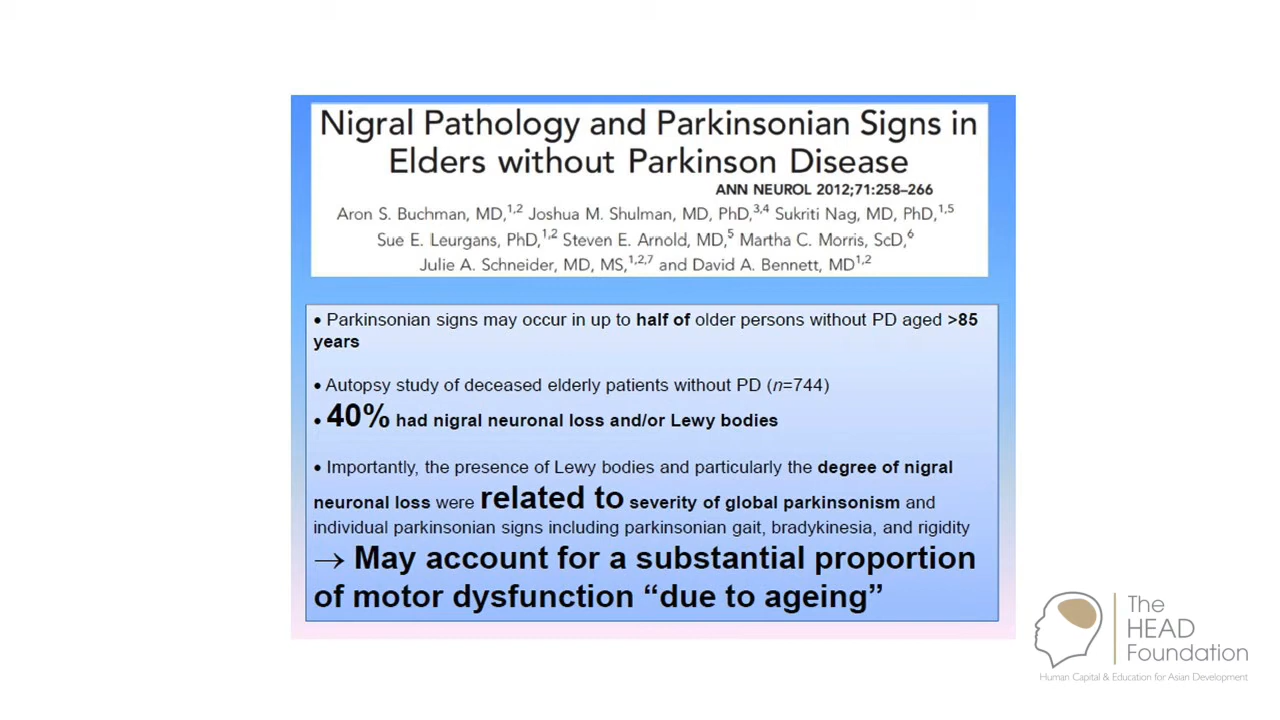 Nigral Pathology and Parkinsonian Signs in
Elders without Parkinson Disease
ANN NEUROL 2012;71:258–266
Aron S. Buchman, MD,1,2 Joshua M. Shulman, MD, PhD,3,4 Sukriti Nag, MD, PhD,1,5
Sue E. Leurgans, PhD,1,2 Steven E. Arnold, MD,5 Martha C. Morris, ScD,6
Julie A. Schneider, MD, MS,1,2,7 and David A. Bennett, MD1,2
• Parkinsonian signs may occur in up to half of older persons without PD aged >85
years
• Autopsy study of deceased elderly patients without PD (n=744)
• 40% had nigral neuronal loss and/or Lewy bodies
• Importantly, the presence of Lewy bodies and particularly the degree of nigral
neuronal loss were related to severity of global parkinsonism and
individual parkinsonian signs including parkinsonian gait, bradykinesia, and rigidity
→ May account for a substantial proportion
of motor dysfunction “due to ageing”
The
HEAD
Foundation
Human Capital & Education for Asian Development